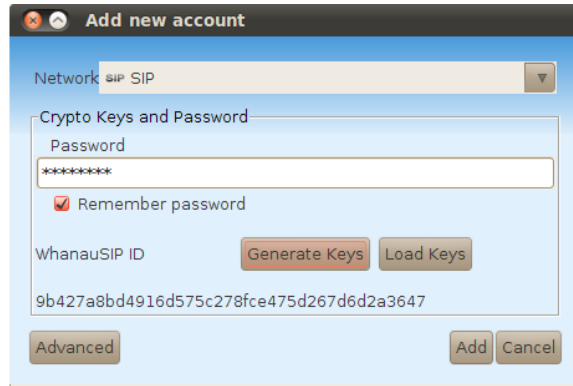 Add new account
Network SIP SIP
Crypto Keys and Password
Password
********
Remember password
WhanauSIP ID Generate Keys Load Keys
9b427a8bd4916d575c278fce475d267d6d2a3647
Advanced Add Cancel